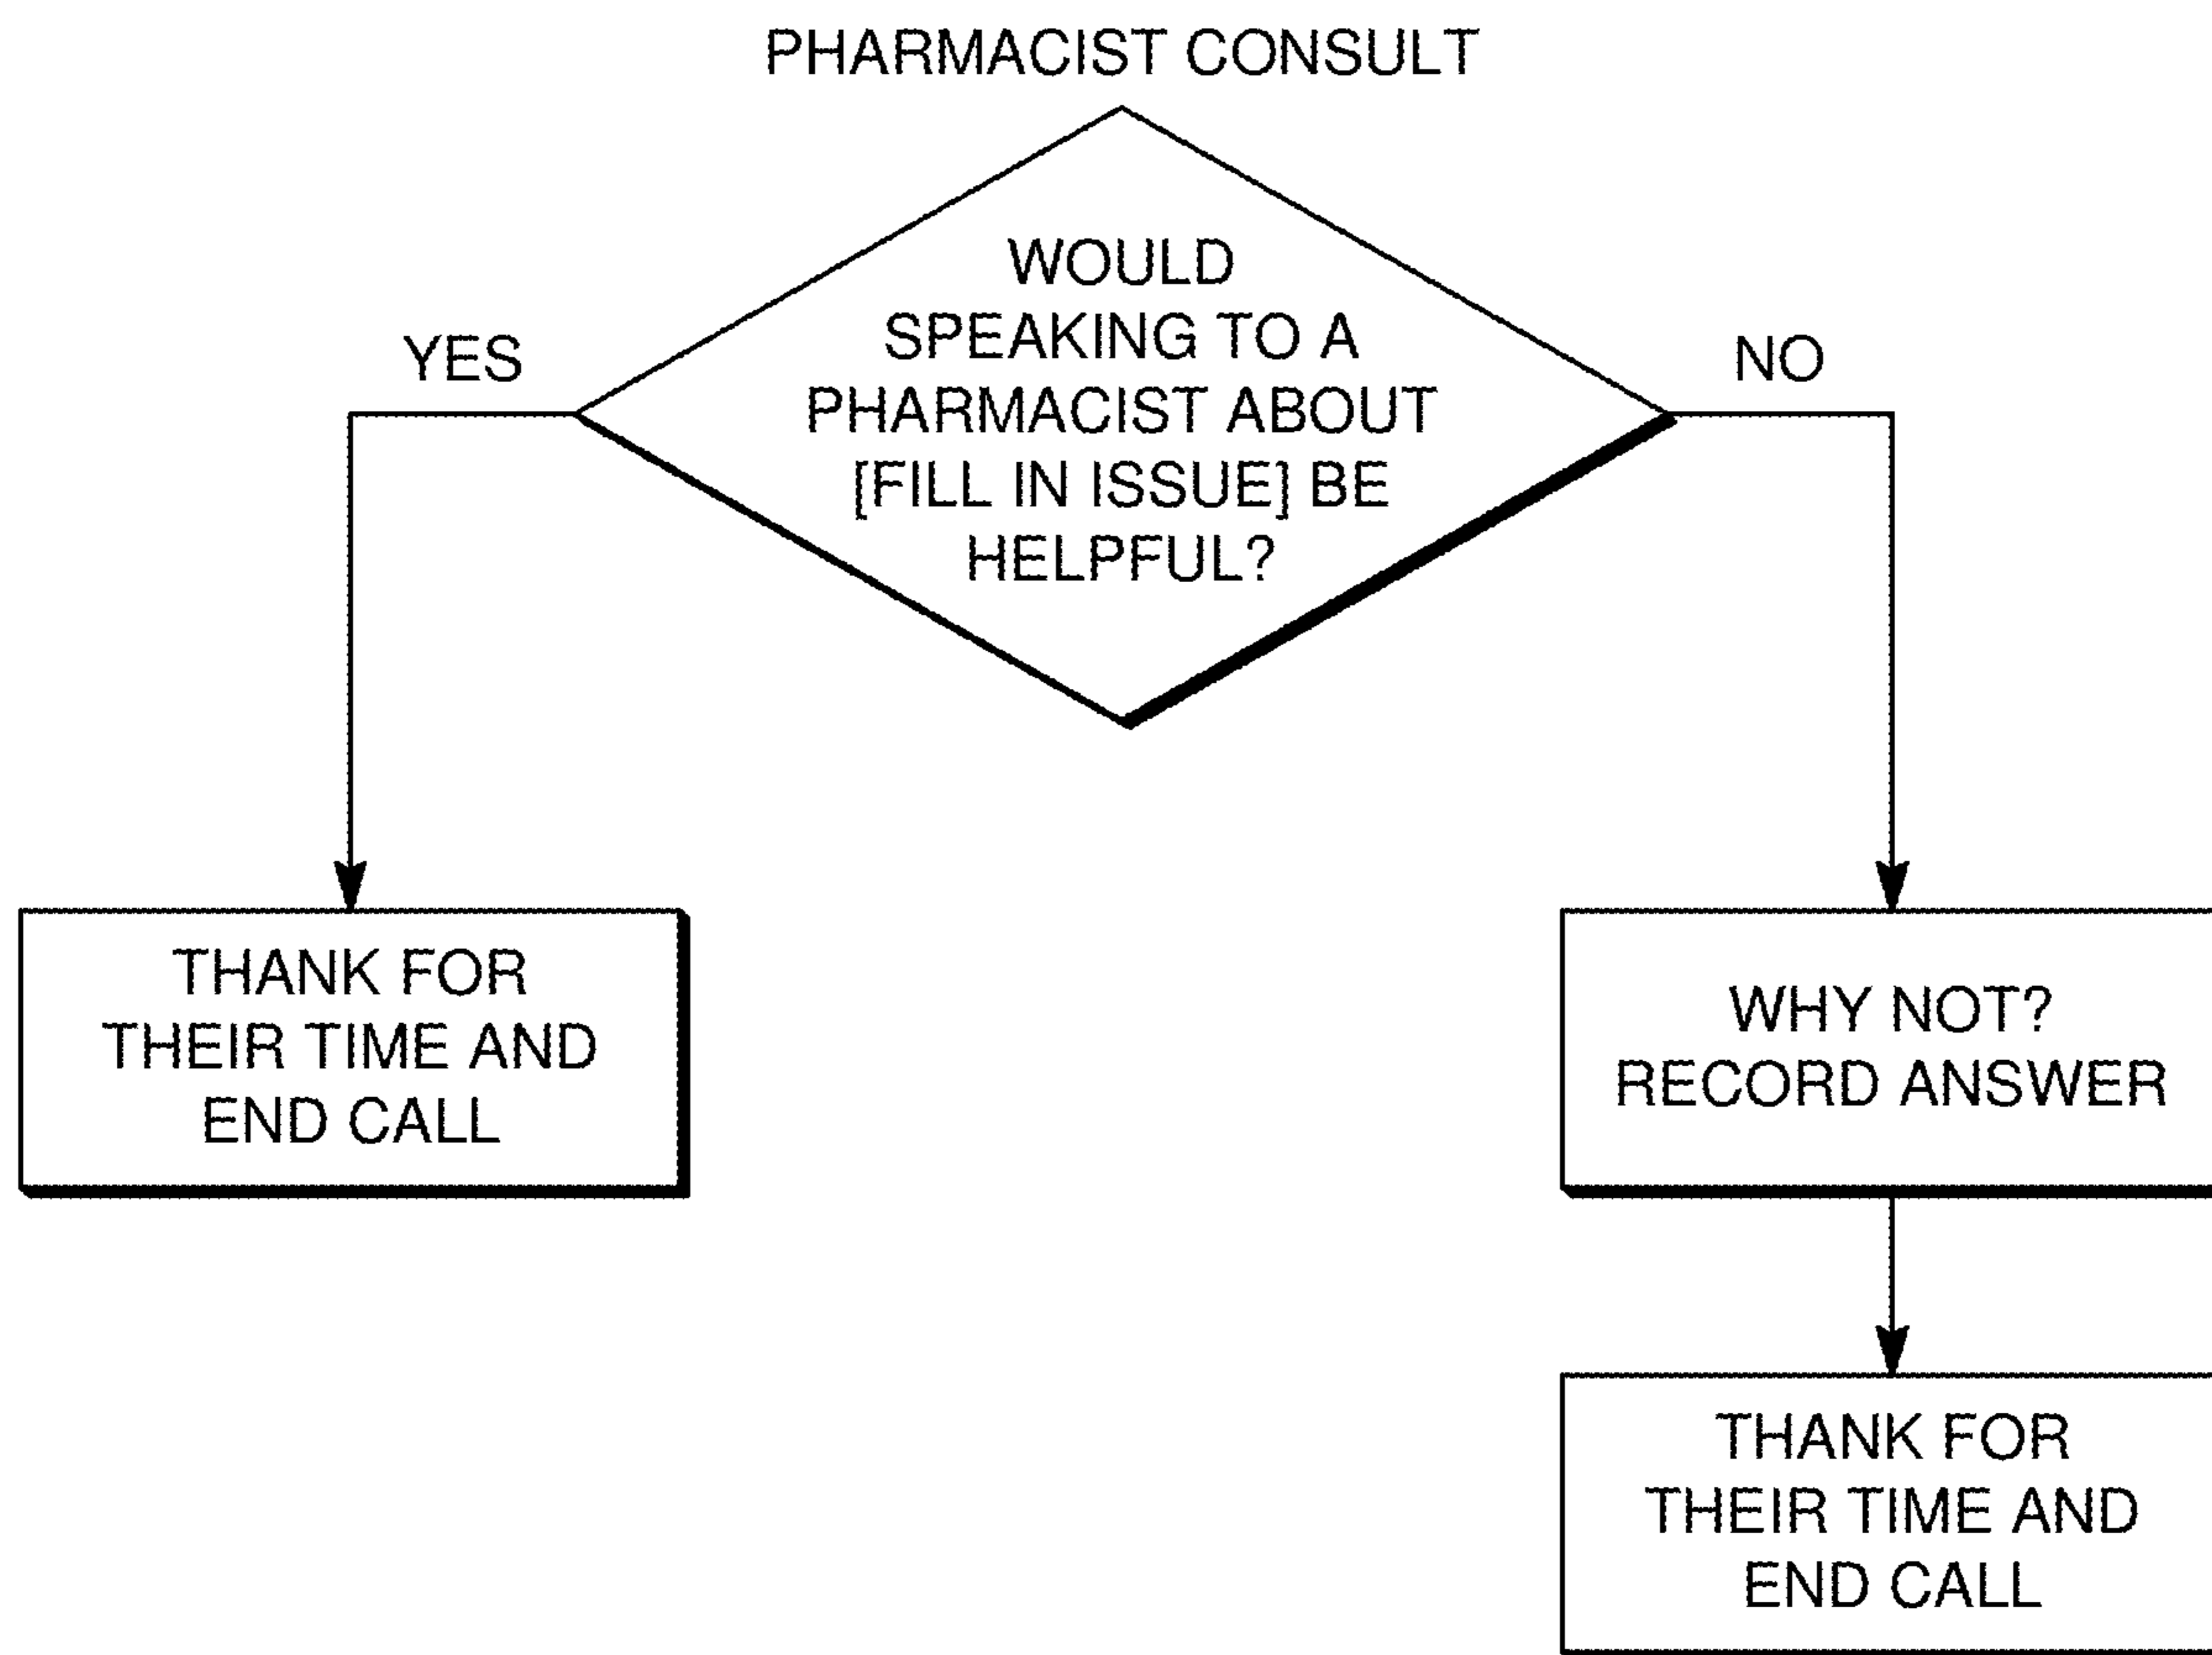 PHARMACIST CONSULT
WOULD
SPEAKING TO A
PHARMACIST ABOUT
[FILL IN ISSUE] BE
HELPFUL?
YES
NO
THANK FOR
THEIR TIME AND
END CALL
WHY NOT?
RECORD ANSWER
THANK FOR
THEIR TIME AND
END CALL